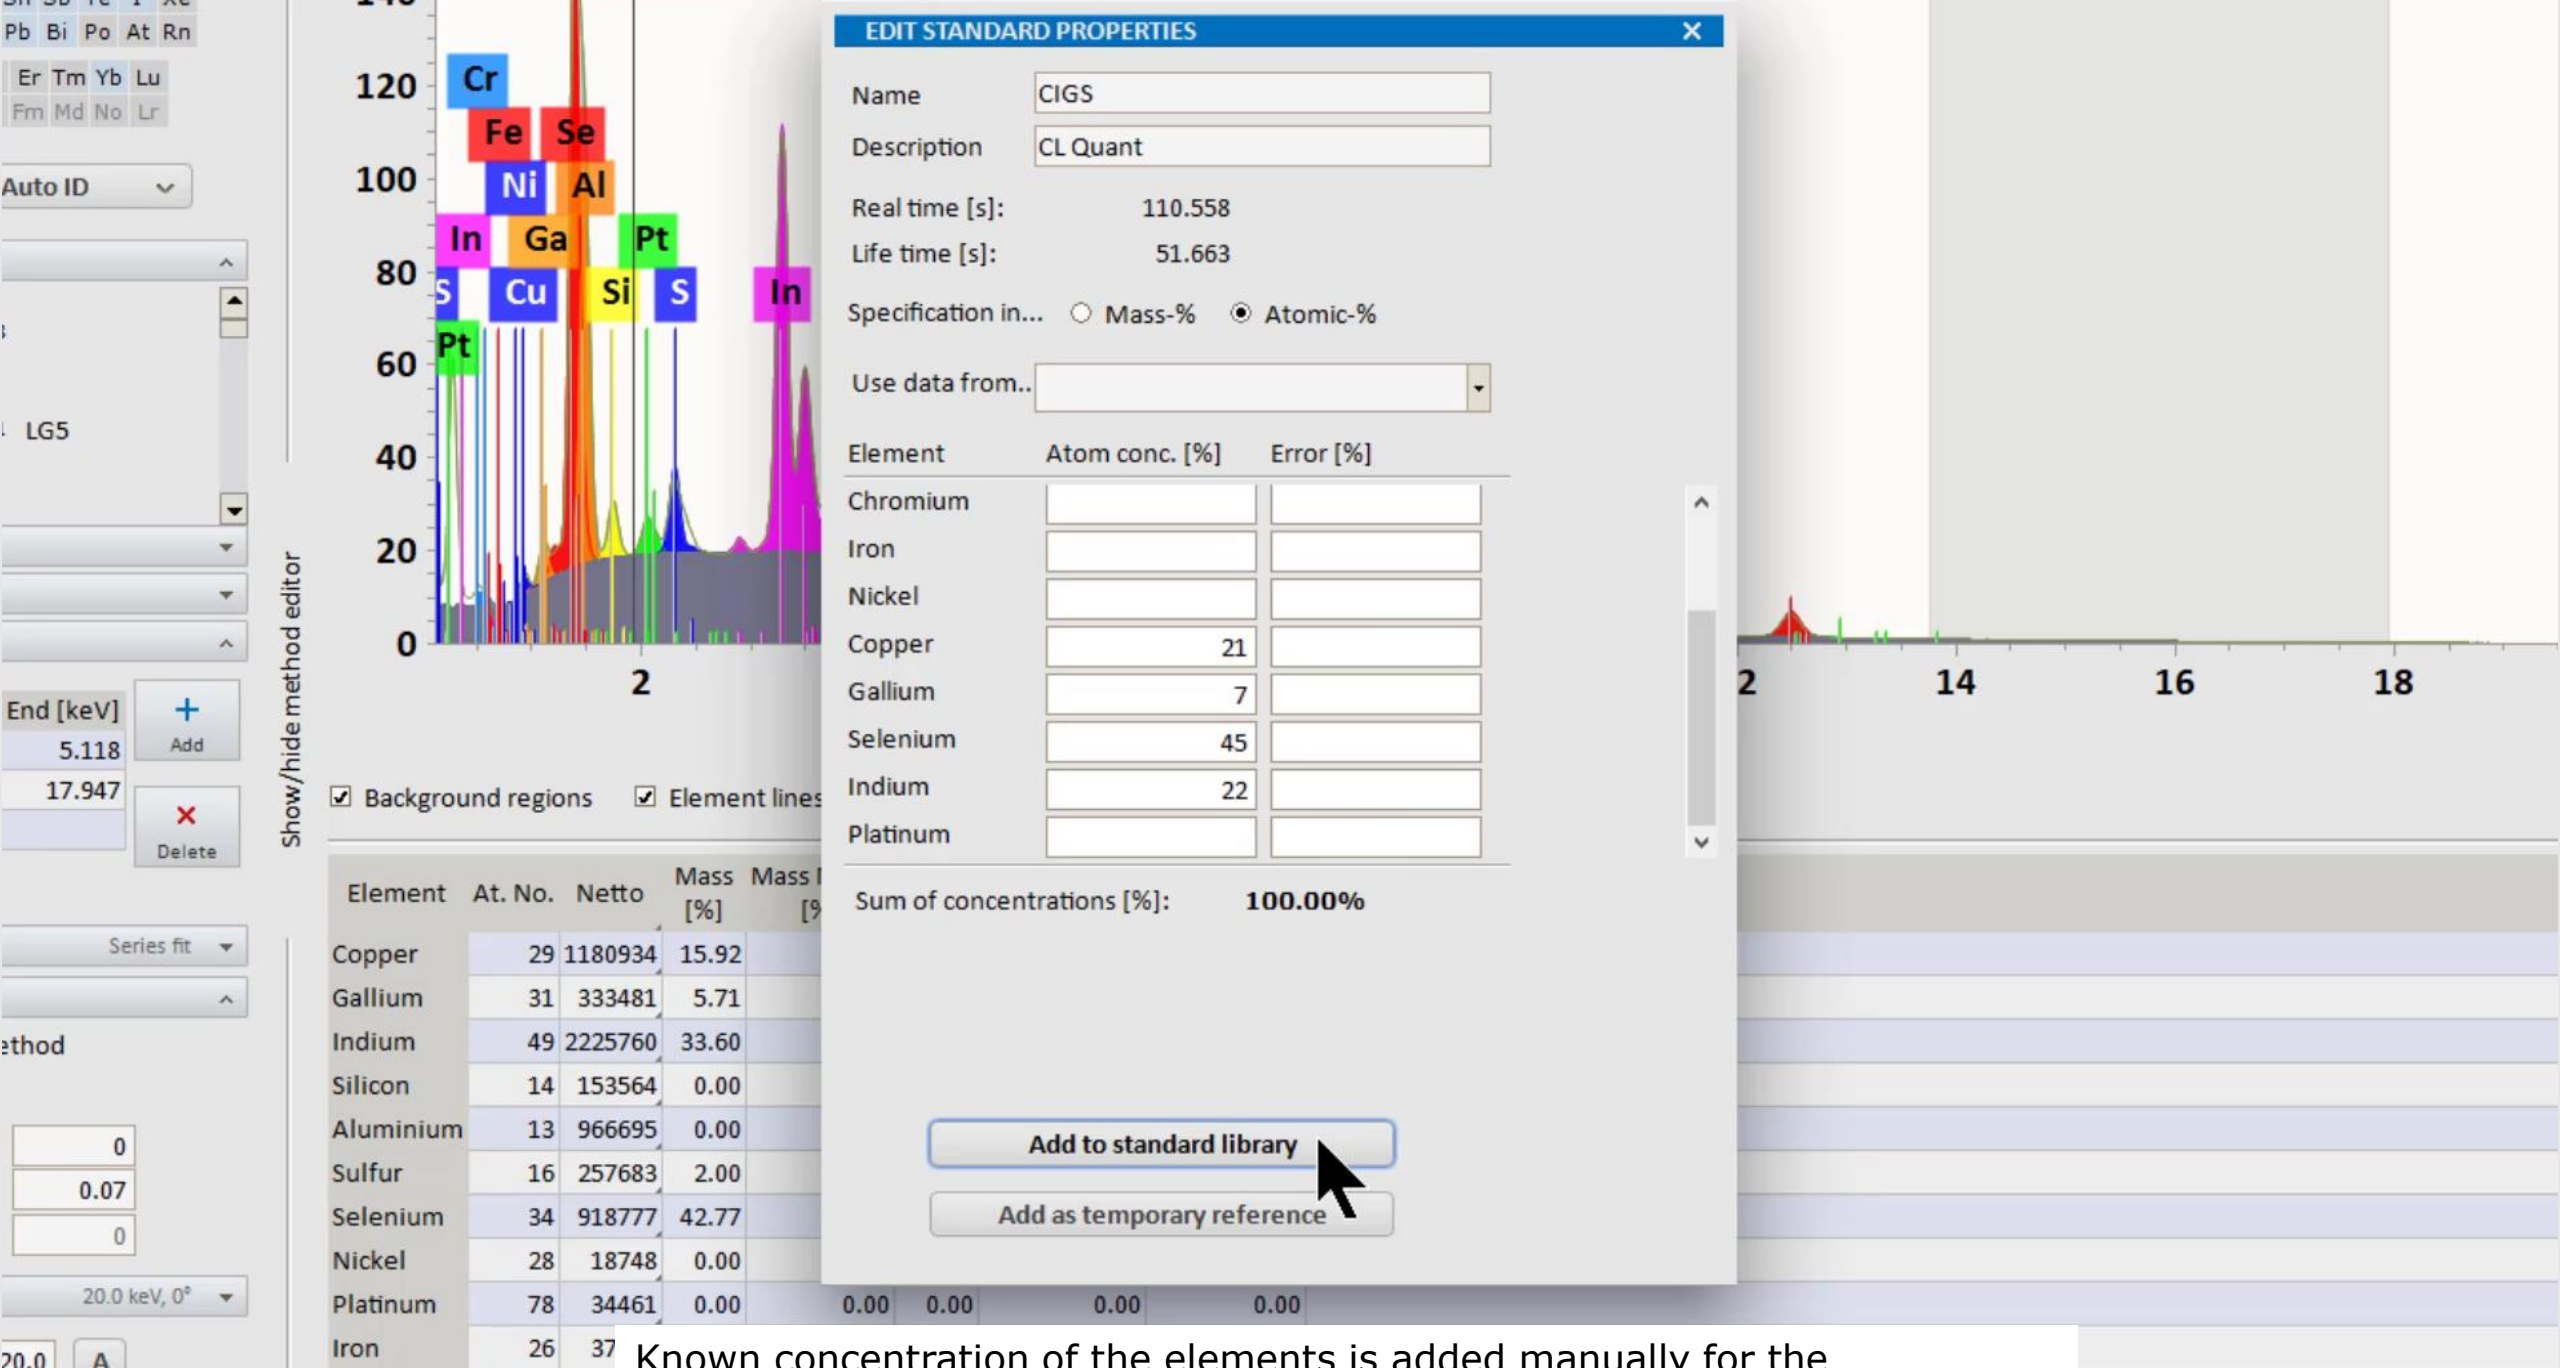 Pb Bi Po At Rn
Er Tm Yb Lu
Fm Md No Lr
Auto ID
LG5
End [keV]
5.118
17.947
Add
Delete
Series fit
ethod
0
0.07
0
20.0 keV, 0°
20.0 A
Show/hide method editor
120
100
80
60
40
20
0
Cr
Fe Se
Ni Al
In Ga Pt
S Cu Si S In
Pt
2
2 14 16 18
Background regions Element lines
EDIT STANDARD PROPERTIES
Name CIGS
Description CL Quant
Real time [s]: 110.558
Life time [s]: 51.663
Specification in... Mass-% Atomic-%
Use data from..
Element Atom conc. [%] Error [%]
Chromium
Iron
Nickel
Copper 21
Gallium 7
Selenium 45
Indium 22
Platinum
Sum of concentrations [%]: 100.00%
Add to standard library
Add as temporary reference
Element At. No. Netto Mass [%] Mass
Copper 29 1180934 15.92
Gallium 31 333481 5.71
Indium 49 2225760 33.60
Silicon 14 153564 0.00
Aluminium 13 966695 0.00
Sulfur 16 257683 2.00
Selenium 34 918777 42.77
Nickel 28 18748 0.00
Platinum 78 34461 0.00 0.00 0.00 0.00 0.00
Iron 26 37
Known concentration of the elements is added manually for the